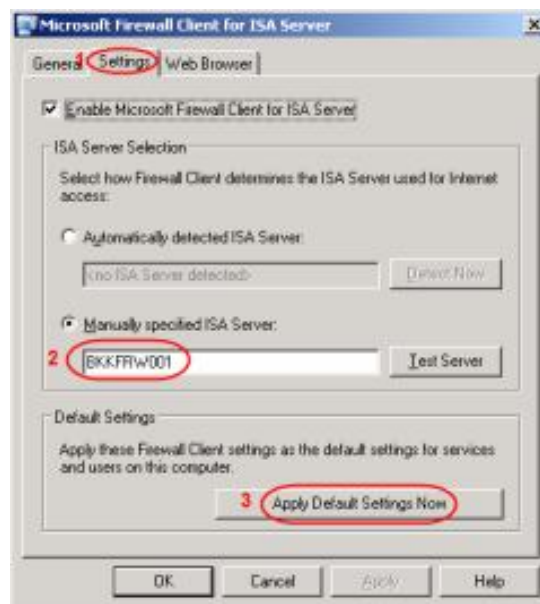 Microsoft Firewall Client for ISA Server
General
1 Settings
Web Browser
Enable Microsoft Firewall Client for ISA Server
ISA Server Selection
Select how Firewall Client determines the ISA Server used for Internet
access:
Automatically detected ISA Server:
<no ISA Server detected>
Detect Now
Manually specified ISA Server:
2 BKKFRW001
Test Server
Default Settings
Apply these Firewall Client settings as the default settings for services
and users on this computer.
3 Apply Default Settings Now
OK
Cancel
Apply
Help